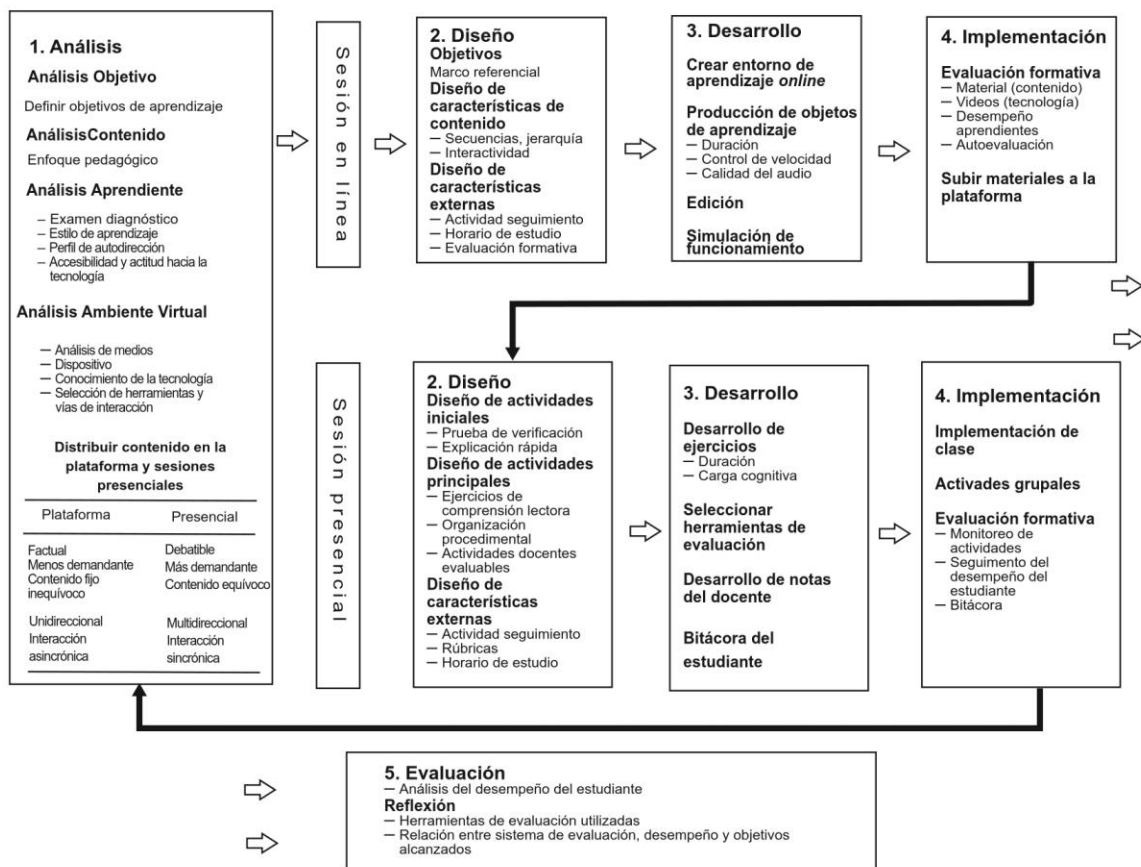 1. Análisis
Análisis Objetivo
Definir objetivos de aprendizaje
AnálisisContenido
Enfoque pedagógico
Análisis Aprendiente
– Examen diagnóstico
– Estilo de aprendizaje
– Perfil de autodirección
– Accesibilidad y actitud hacia la
tecnología
Análisis Ambiente Virtual
— Análisis de medios
— Dispositivo
— Conocimiento de la tecnología
— Selección de herramientas y
vías de interacción
Distribuir contenido en la
plataforma y sesiones
presenciales
Plataforma Presencial
Factual Debatible
Menos demandante Más demandante
Contenido fijo Contenido equívoco
inequívoco
Unidireccional Multidireccional
Interacción Interacción
asincrónica sincrónica
Sesión en línea
2. Diseño
Objetivos
Marco referencial
Diseño de
características de
contenido
— Secuencias, jerarquía
— Interactividad
Diseño de
características
externas
— Actividad seguimiento
— Horario de estudio
— Evaluación formativa
3. Desarrollo
Crear entorno de
aprendizaje online
Producción de objetos
de aprendizaje
— Duración
— Control de velocidad
— Calidad del audio
Edición
Simulación de
funcionamiento
4. Implementación
Evaluación formativa
— Material (contenido)
— Videos (tecnología)
— Desempeño
aprendientes
— Autoevaluación
Subir materiales a la
plataforma
Sesión presencial
2. Diseño
Diseño de actividades
iniciales
— Prueba de verificación
— Explicación rápida
Diseño de actividades
principales
— Ejercicios de
comprensión lectora
— Organización
procedimental
— Actividades docentes
evaluables
Diseño de
características
externas
— Actividad seguimiento
— Rúbricas
— Horario de estudio
3. Desarrollo
Desarrollo de
ejercicios
— Duración
— Carga cognitiva
Seleccionar
herramientas de
evaluación
Desarrollo de notas
del docente
Bitácora del
estudiante
4. Implementación
Implementación de
clase
Activades grupales
Evaluación formativa
— Monitoreo de
actividades
— Seguimento del
desempeño del
estudiante
— Bitácora
5. Evaluación
— Análisis del desempeño del estudiante
Reflexión
— Herramientas de evaluación utilizadas
— Relación entre sistema de evaluación, desempeño y objetivos
alcanzados